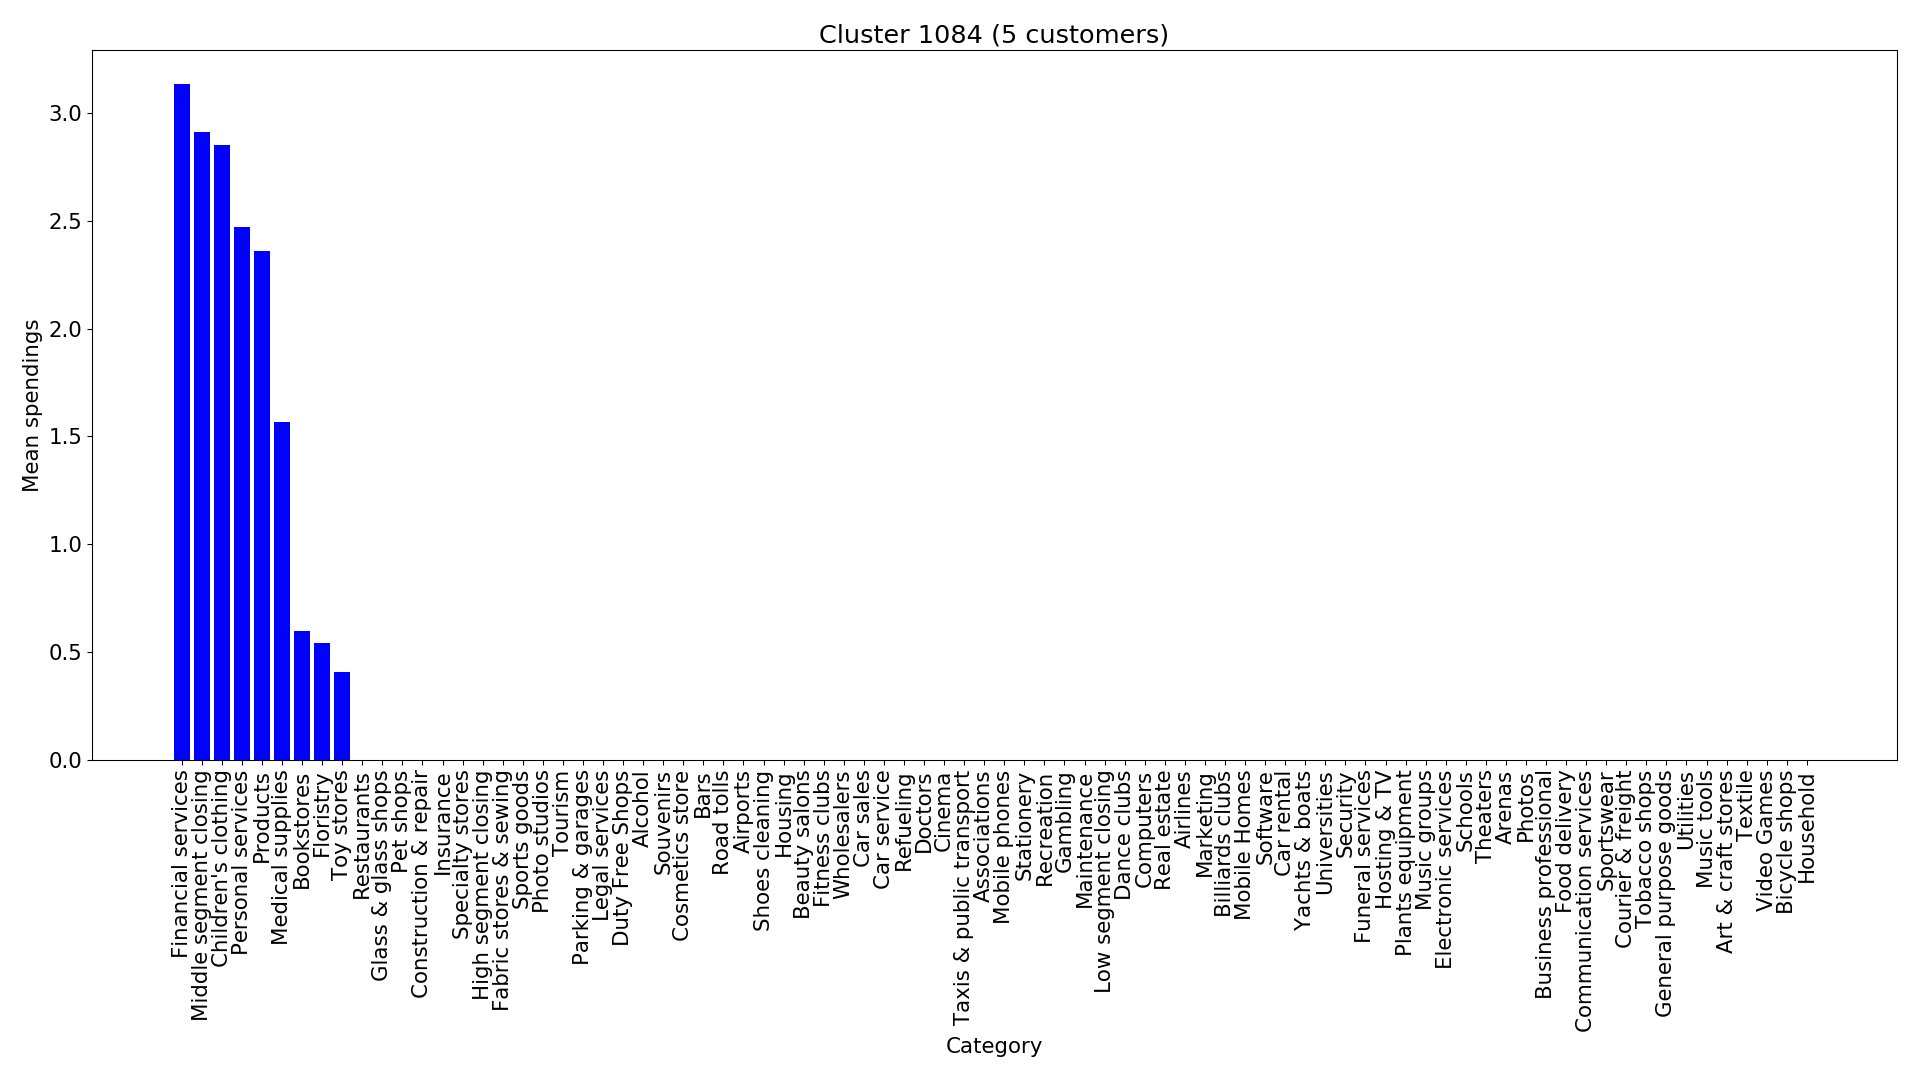 Cluster 1084 (5 customers)
Mean spendings
3.0
2.5
2.0
1.5
1.0
0.5
0.0
Financial services
Middle segment closing
Children's clothing
Personal services
Products
Medical supplies
Bookstores
Floristry
Toy stores
Restaurants
Glass & glass shops
Pet shops
Construction & repair
Insurance
Specialty stores
High segment closing
Fabric stores & sewing
Sports goods
Photo studios
Tourism
Parking & garages
Legal services
Duty Free Shops
Alcohol
Souvenirs
Cosmetics store
Bars
Road tolls
Airports
Shoes cleaning
Housing
Beauty salons
Fitness clubs
Wholesalers
Car sales
Car service
Refueling
Doctors
Cinema
Taxis & public transport
Associations
Mobile phones
Stationery
Recreation
Gambling
Maintenance
Low segment closing
Dance clubs
Computers
Real estate
Airlines
Marketing
Billiards clubs
Mobile Homes
Software
Car rental
Yachts & boats
Universities
Security
Funeral services
Hosting & TV
Plants equipment
Music groups
Electronic services
Schools
Theaters
Arenas
Photos
Business professional
Food delivery
Communication services
Sportswear
Courier & freight
Tobacco shops
General purpose goods
Utilities
Music tools
Art & craft stores
Textile
Video Games
Bicycle shops
Household
Category